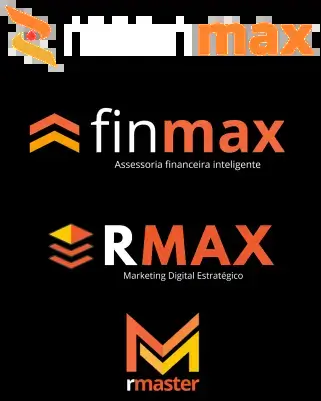 max
finmax
Assessoria financeira inteligente
RMAX
Marketing Digital Estratégico
rmaster